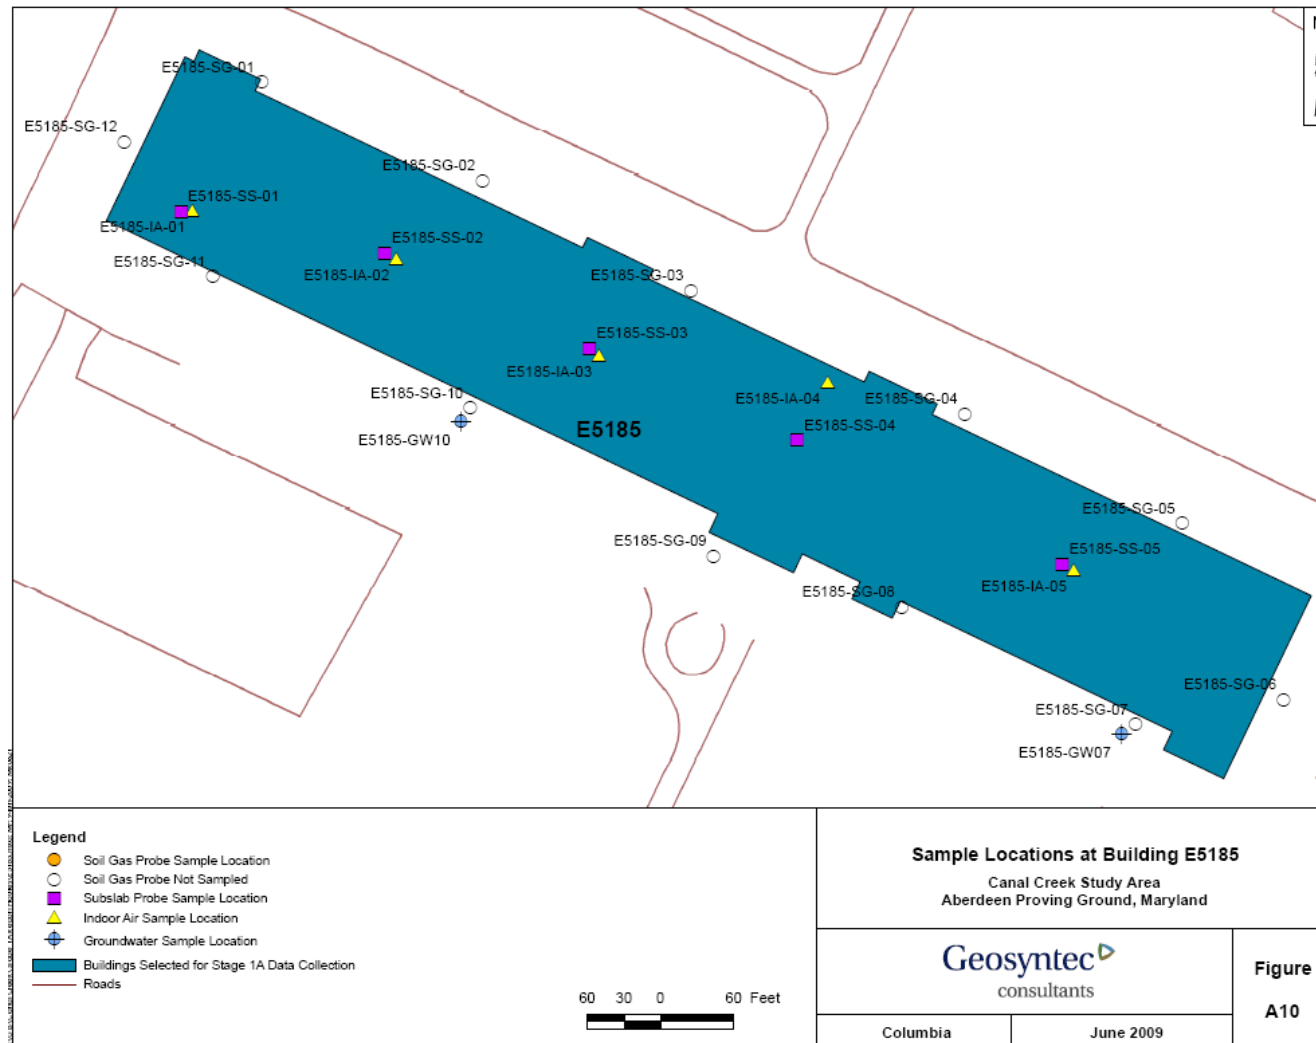 E5185-SG-01
E5185-SG-12
E5185-SG-02
E5185-SS-01
E5185-IA-01
E5185-SS-02
E5185-SG-11
E5185-IA-02
E5185-SG-03
E5185-SS-03
E5185-IA-03
E5185-SG-10
E5185-IA-04
E5185-SG-04
E5185-SS-04
E5185
E5185-GW10
E5185-SG-05
E5185-SG-09
E5185-SS-05
E5185-IA-05
E5185-SG-08
E5185-SG-06
E5185-SG-07
E5185-GW07
Legend
Soil Gas Probe Sample Location
Soil Gas Probe Not Sampled
Subslab Probe Sample Location
Indoor Air Sample Location
Groundwater Sample Location
Buildings Selected for Stage 1A Data Collection
Roads
60 30 0 60 Feet
Sample Locations at Building E5185
Canal Creek Study Area
Aberdeen Proving Ground, Maryland
Geosyntec
consultants
Figure
A10
Columbia
June 2009